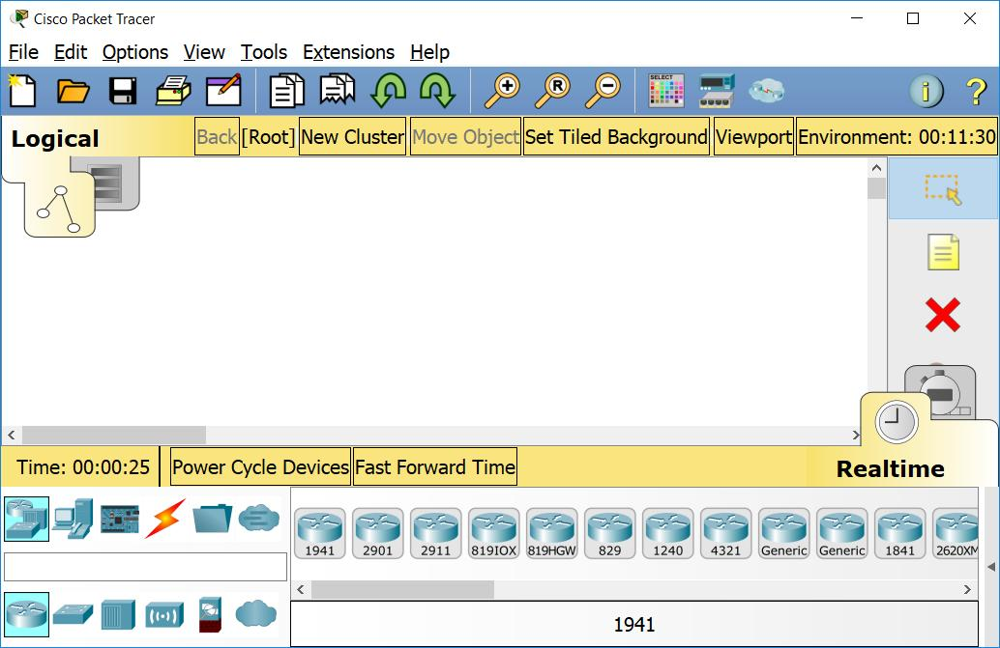 Cisco Packet Tracer
File Edit Options View Tools Extensions Help
R SELECT i ?
Logical Back [Root] New Cluster Move Object Set Tiled Background Viewport Environment: 00:11:30
Time: 00:00:25 Power Cycle Devices Fast Forward Time Realtime
1941 2901 2911 819IOX 819HGW 829 1240 4321 Generic Generic 1841 2620XM
1941